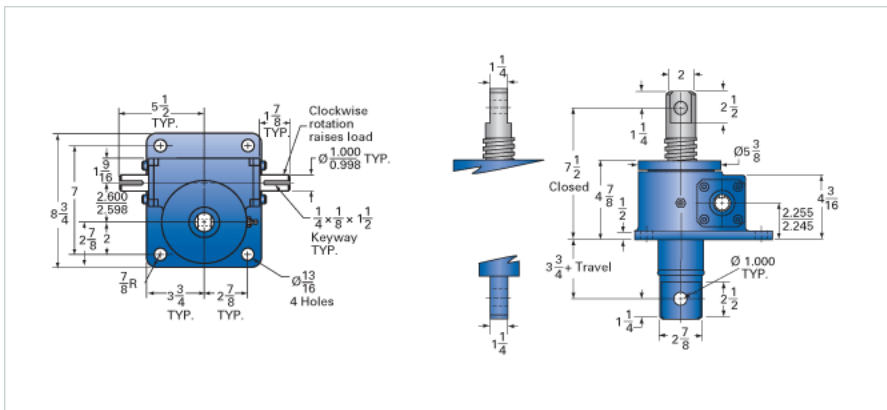 5 1/2
TYP.
1 7/8
TYP.
Clockwise
rotation
raises load
Ø 1.000/0.998 TYP.
1 9/16
7
8 3/4
2.600/2.598
2 7/8
2
1/4 × 1/8 × 1 1/2
Keyway
TYP.
7/8 R
3 3/4
TYP.
2 7/8
TYP.
Ø 13/16
4 Holes
1 1/4
1 1/4
2
2 1/2
1 1/4
7 1/2
Closed
Ø5 3/8
4 7/8
1/2
4 3/16
2.255/2.245
3 3/4 + Travel
Ø 1.000
TYP.
2 1/2
1 1/4
2 7/8